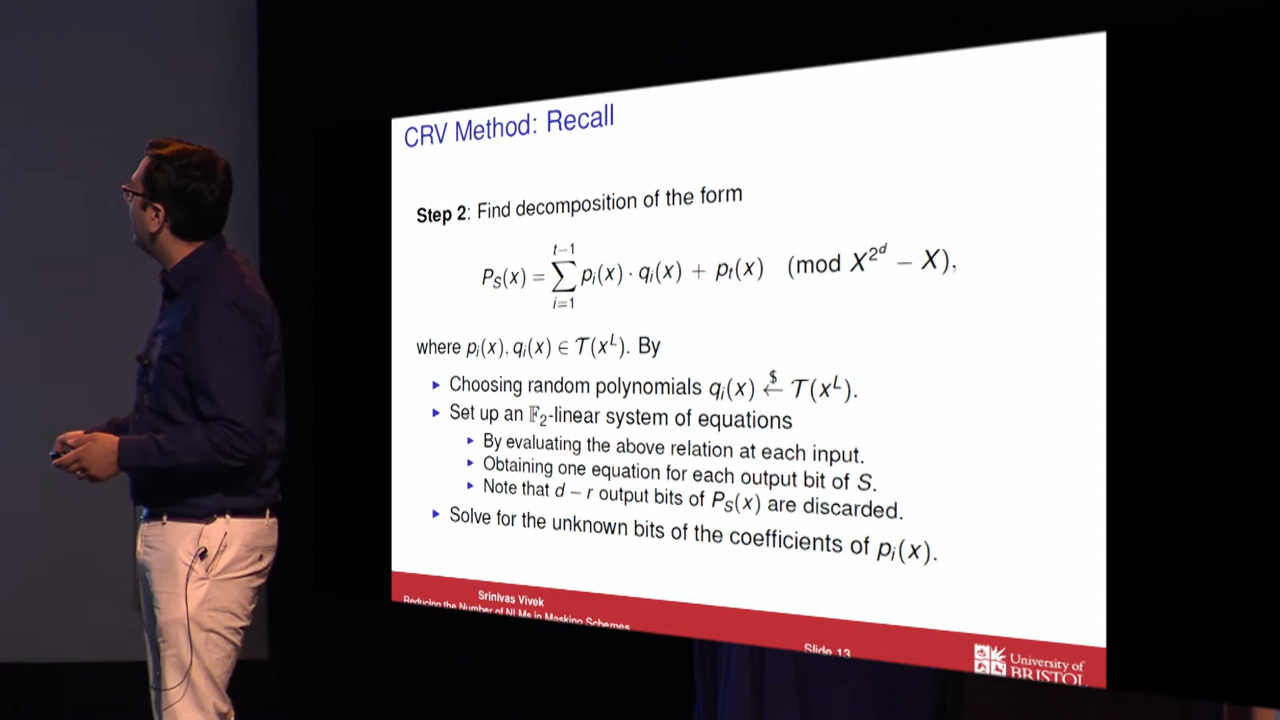 CRV Method: Recall
Step 2: Find decomposition of the form
t−1
P_S(x) = ∑ p_i(x) · q_i(x) + p_t(x) (mod X^{2^d} − X),
i=1
where p_i(x), q_i(x) ∈ T(x^L). By
▸ Choosing random polynomials q_i(x) ←$ T(x^L).
▸ Set up an 𝔽_2-linear system of equations
▸ By evaluating the above relation at each input.
▸ Obtaining one equation for each output bit of S.
▸ Note that d − r output bits of P_S(x) are discarded.
▸ Solve for the unknown bits of the coefficients of p_i(x).
Srinivas Vivek
Reducing the Number of NLMs in Masking Schemes
Slide 13
University of
BRISTOL